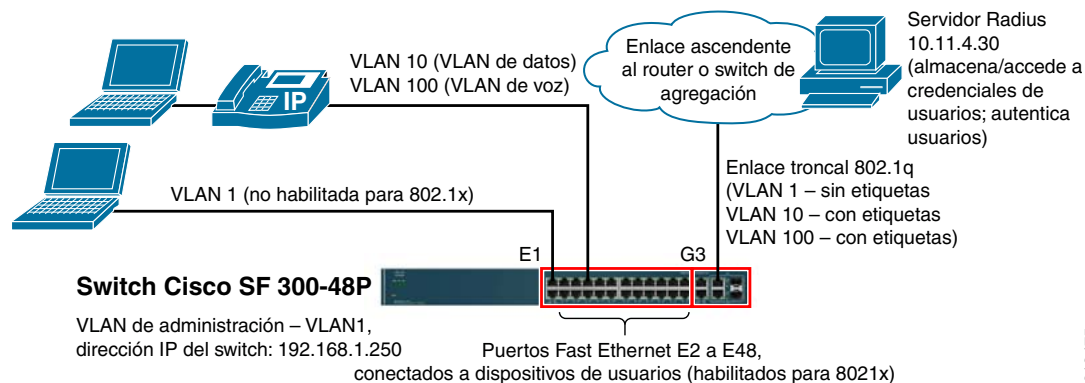 IP
VLAN 10 (VLAN de datos)
VLAN 100 (VLAN de voz)
Enlace ascendente
al router o switch de
agregación
Servidor Radius
10.11.4.30
(almacena/accede a
credenciales de
usuarios; autentica
usuarios)
VLAN 1 (no habilitada para 802.1x)
Enlace troncal 802.1q
(VLAN 1 – sin etiquetas
VLAN 10 – con etiquetas
VLAN 100 – con etiquetas)
E1
G3
Switch Cisco SF 300-48P
VLAN de administración – VLAN1,
dirección IP del switch: 192.168.1.250
Puertos Fast Ethernet E2 a E48,
conectados a dispositivos de usuarios (habilitados para 8021x)